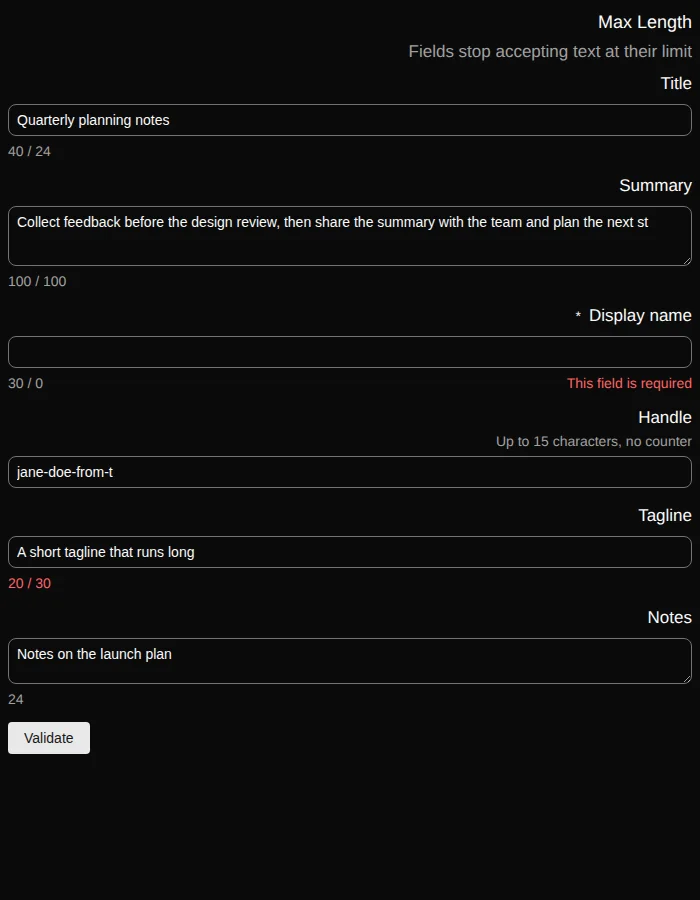 Max Length
Fields stop accepting text at their limit
Title
Quarterly planning notes
40 / 24
Summary
Collect feedback before the design review, then share the summary with the team and plan the next st
100 / 100
* Display name
30 / 0
This field is required
Handle
Up to 15 characters, no counter
jane-doe-from-t
Tagline
A short tagline that runs long
20 / 30
Notes
Notes on the launch plan
24
Validate